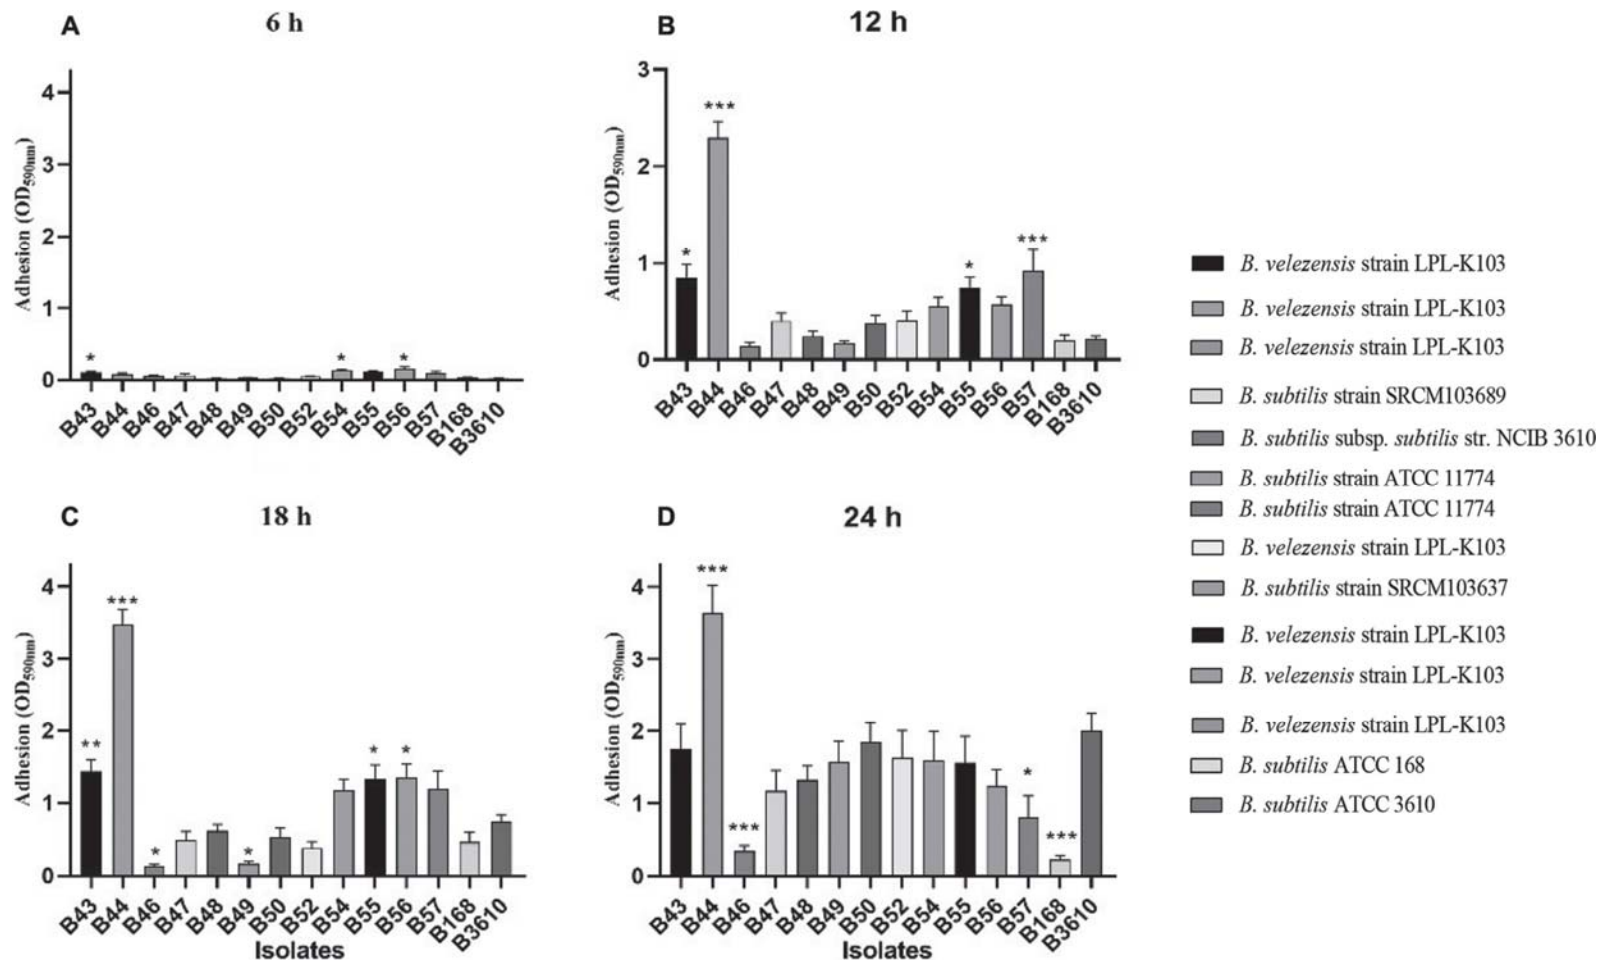 A 6 h
4
3
2
1
0
Adhesion (OD590nm)
*
*
*
B43 B44 B46 B47 B48 B49 B50 B52 B54 B55 B56 B57 B168 B3610
B 12 h
3
2
1
0
Adhesion (OD590nm)
*
***
*
***
B43 B44 B46 B47 B48 B49 B50 B52 B54 B55 B56 B57 B168 B3610
C 18 h
4
3
2
1
0
Adhesion (OD590nm)
**
***
*
*
*
*
B43 B44 B46 B47 B48 B49 B50 B52 B54 B55 B56 B57 B168 B3610
Isolates
D 24 h
4
3
2
1
0
Adhesion (OD590nm)
***
***
*
***
B43 B44 B46 B47 B48 B49 B50 B52 B54 B55 B56 B57 B168 B3610
Isolates
B. velezensis strain LPL-K103
B. velezensis strain LPL-K103
B. velezensis strain LPL-K103
B. subtilis strain SRCM103689
B. subtilis subsp. subtilis str. NCIB 3610
B. subtilis strain ATCC 11774
B. subtilis strain ATCC 11774
B. velezensis strain LPL-K103
B. subtilis strain SRCM103637
B. velezensis strain LPL-K103
B. velezensis strain LPL-K103
B. velezensis strain LPL-K103
B. subtilis ATCC 168
B. subtilis ATCC 3610